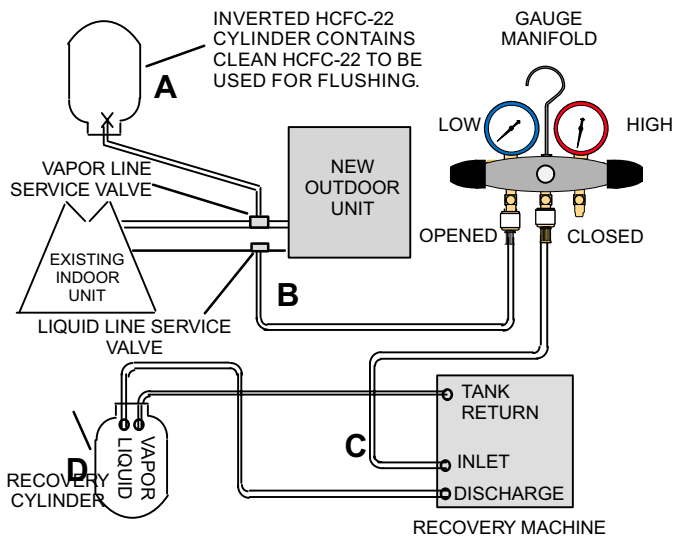 INVERTED HCFC-22
CYLINDER CONTAINS
CLEAN HCFC-22 TO BE
USED FOR FLUSHING.
A
GAUGE
MANIFOLD
LOW
HIGH
VAPOR LINE
SERVICE VALVE
NEW
OUTDOOR
UNIT
OPENED
CLOSED
EXISTING
INDOOR
UNIT
B
LIQUID LINE SERVICE
VALVE
TANK
RETURN
C
INLET
DISCHARGE
D
RECOVERY
CYLINDER
LIQUID
VAPOR
RECOVERY MACHINE